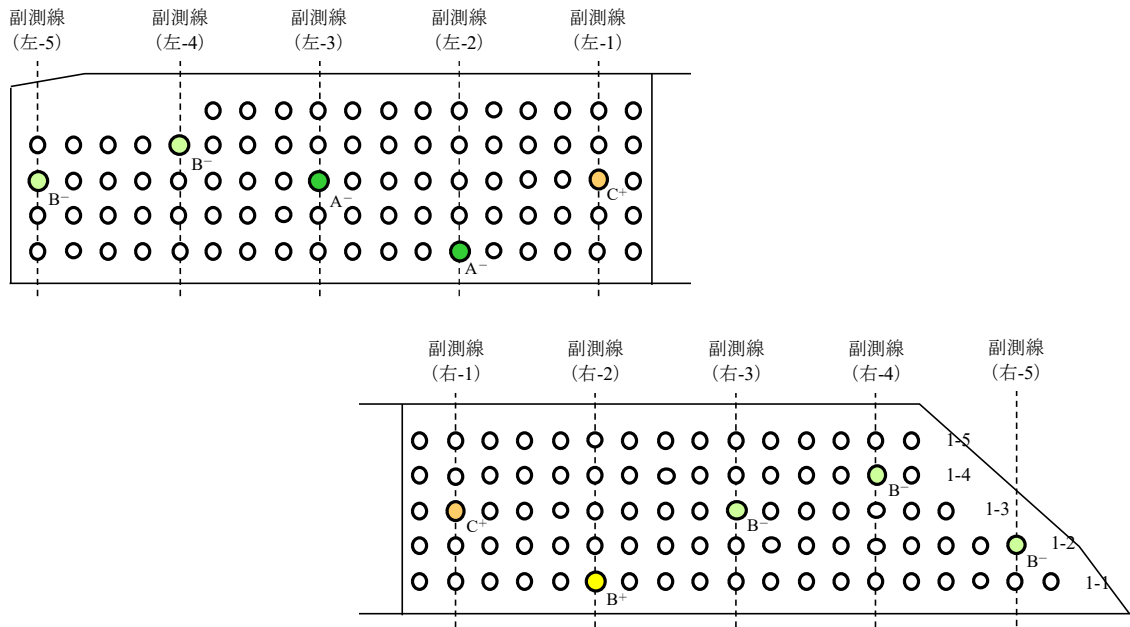 副測線 副測線 副測線 副測線 副測線
(左-5) (左-4) (左-3) (左-2) (左-1)
B⁻
C⁺
B⁻ A⁻
A⁻
副測線 副測線 副測線 副測線 副測線
(右-1) (右-2) (右-3) (右-4) (右-5)
1-5
1-4
B⁻
1-3
C⁺ B⁻
1-2
B⁻
1-1
B⁺